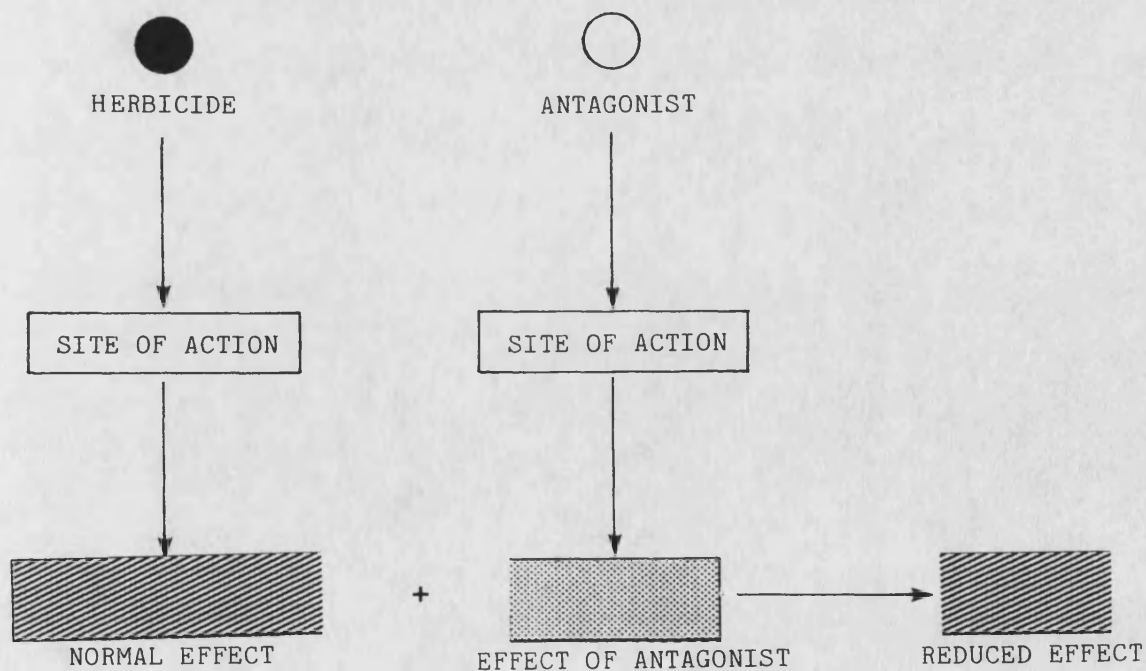 HERBICIDE
ANTAGONIST
SITE OF ACTION
SITE OF ACTION
+
NORMAL EFFECT
EFFECT OF ANTAGONIST
REDUCED EFFECT